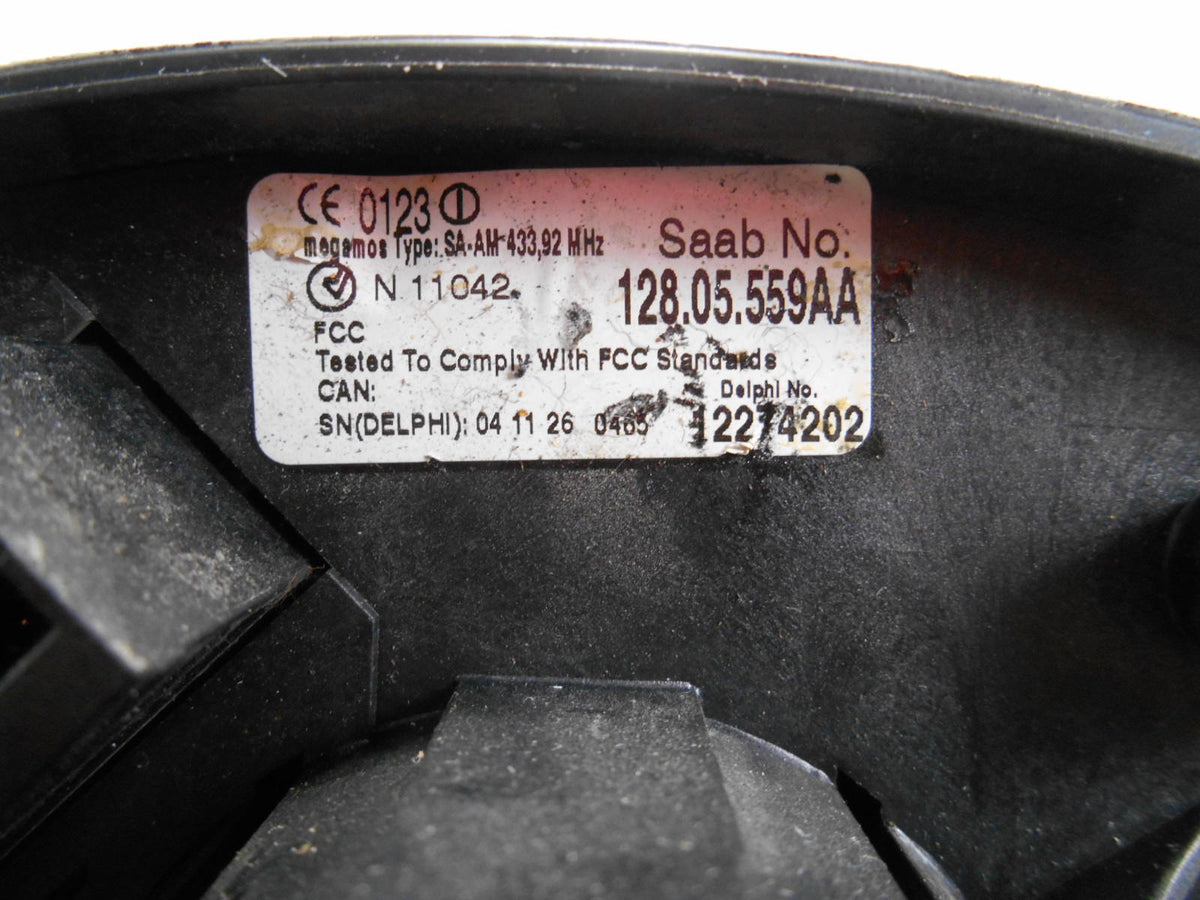 CE 0123
megamos Type: SA-AM 433,92 MHz
Saab No.
N 11042
128.05.559AA
FCC
Tested To Comply With FCC Standards
CAN:
Delphi No.
SN(DELPHI): 04 11 26 0465
12274202